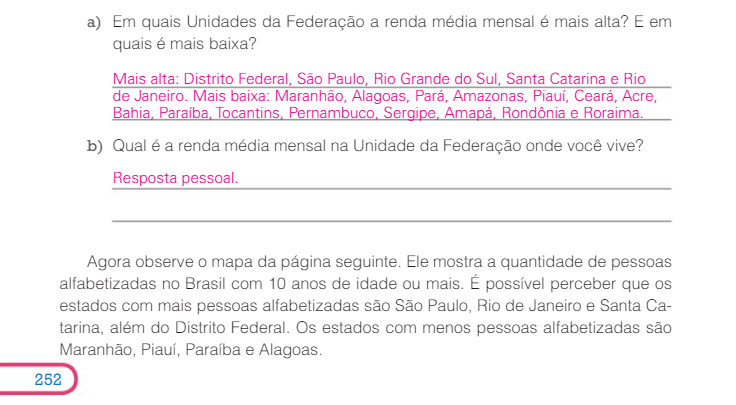 a) Em quais Unidades da Federação a renda média mensal é mais alta? E em
quais é mais baixa?
Mais alta: Distrito Federal, São Paulo, Rio Grande do Sul, Santa Catarina e Rio
de Janeiro. Mais baixa: Maranhão, Alagoas, Pará, Amazonas, Piauí, Ceará, Acre,
Bahia, Paraíba, Tocantins, Pernambuco, Sergipe, Amapá, Rondônia e Roraima.
b) Qual é a renda média mensal na Unidade da Federação onde você vive?
Resposta pessoal.
Agora observe o mapa da página seguinte. Ele mostra a quantidade de pessoas
alfabetizadas no Brasil com 10 anos de idade ou mais. É possível perceber que os
estados com mais pessoas alfabetizadas são São Paulo, Rio de Janeiro e Santa Ca-
tarina, além do Distrito Federal. Os estados com menos pessoas alfabetizadas são
Maranhão, Piauí, Paraíba e Alagoas.
252